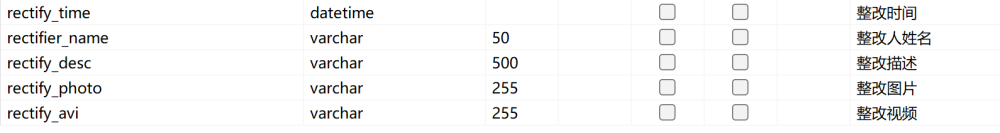 rectify_time datetime 整改时间
rectifier_name varchar 50 整改人姓名
rectify_desc varchar 500 整改描述
rectify_photo varchar 255 整改图片
rectify_avi varchar 255 整改视频